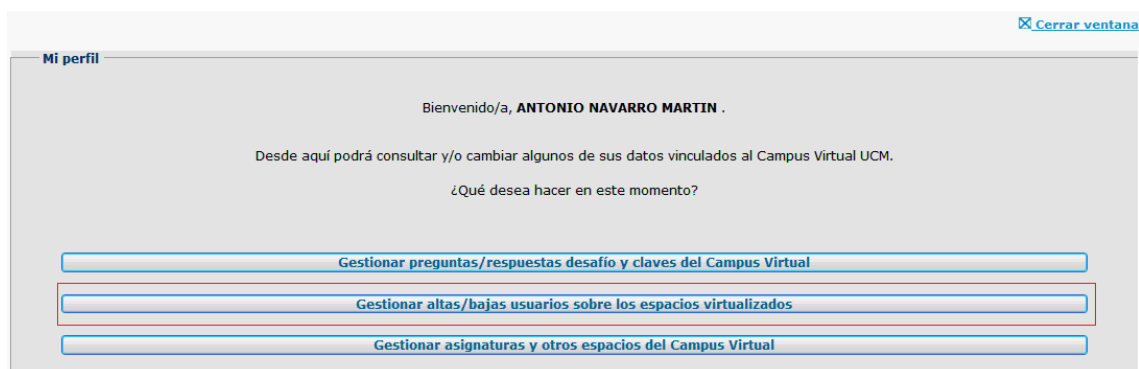 Cerrar ventana
Mi perfil
Bienvenido/a, ANTONIO NAVARRO MARTIN .
Desde aquí podrá consultar y/o cambiar algunos de sus datos vinculados al Campus Virtual UCM.
¿Qué desea hacer en este momento?
Gestionar preguntas/respuestas desafío y claves del Campus Virtual
Gestionar altas/bajas usuarios sobre los espacios virtualizados
Gestionar asignaturas y otros espacios del Campus Virtual